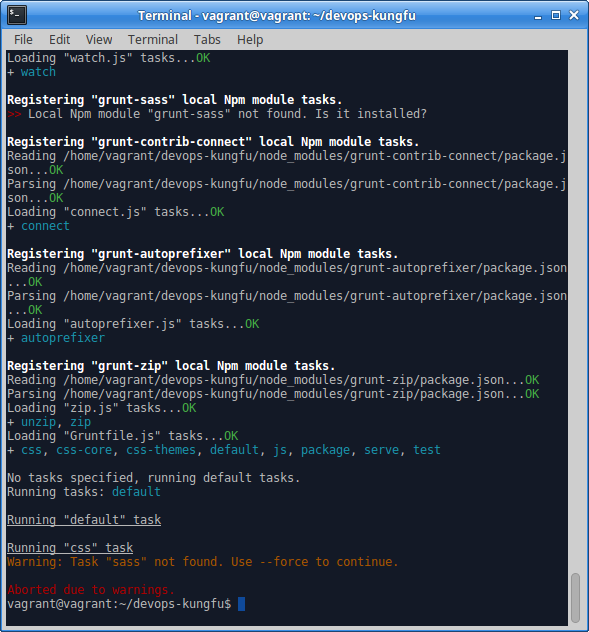 Terminal - vagrant@vagrant: ~/devops-kungfu
File Edit View Terminal Tabs Help
Loading "watch.js" tasks...OK
+ watch
Registering "grunt-sass" local Npm module tasks.
>> Local Npm module "grunt-sass" not found. Is it installed?
Registering "grunt-contrib-connect" local Npm module tasks.
Reading /home/vagrant/devops-kungfu/node_modules/grunt-contrib-connect/package.j
son...OK
Parsing /home/vagrant/devops-kungfu/node_modules/grunt-contrib-connect/package.j
son...OK
Loading "connect.js" tasks...OK
+ connect
Registering "grunt-autoprefixer" local Npm module tasks.
Reading /home/vagrant/devops-kungfu/node_modules/grunt-autoprefixer/package.json
...OK
Parsing /home/vagrant/devops-kungfu/node_modules/grunt-autoprefixer/package.json
...OK
Loading "autoprefixer.js" tasks...OK
+ autoprefixer
Registering "grunt-zip" local Npm module tasks.
Reading /home/vagrant/devops-kungfu/node_modules/grunt-zip/package.json...OK
Parsing /home/vagrant/devops-kungfu/node_modules/grunt-zip/package.json...OK
Loading "zip.js" tasks...OK
+ unzip, zip
Loading "Gruntfile.js" tasks...OK
+ css, css-core, css-themes, default, js, package, serve, test
No tasks specified, running default tasks.
Running tasks: default
Running "default" task
Running "css" task
Warning: Task "sass" not found. Use --force to continue.
Aborted due to warnings.
vagrant@vagrant:~/devops-kungfu$